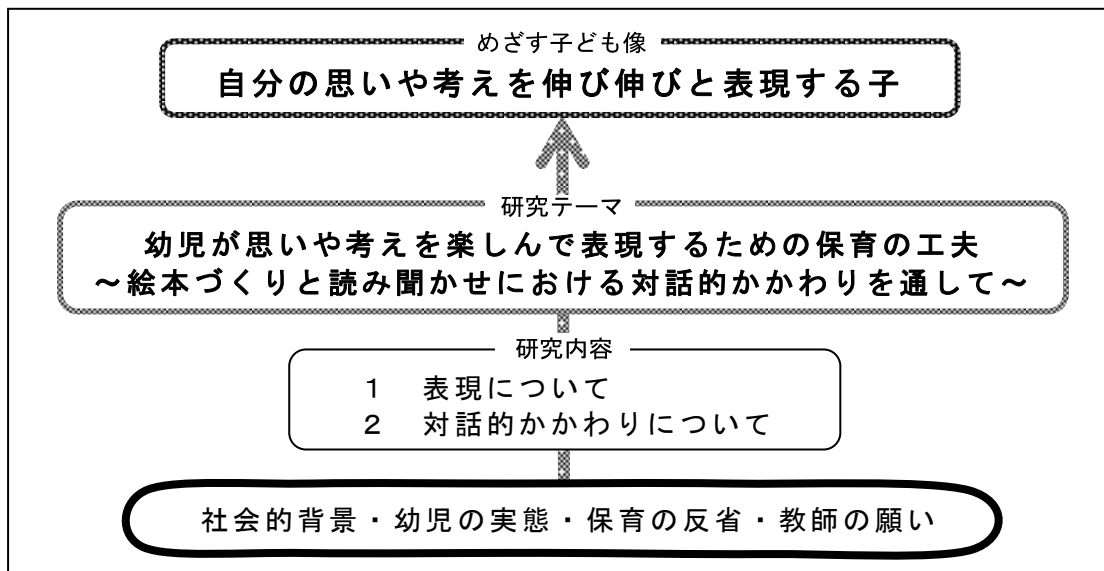 めざす子ども像
自分の思いや考えを伸び伸びと表現する子
研究テーマ
幼児が思いや考えを楽しんで表現するための保育の工夫
～絵本づくりと読み聞かせにおける対話的かかわりを通して～
研究内容
１　表現について
２　対話的かかわりについて
社会的背景・幼児の実態・保育の反省・教師の願い